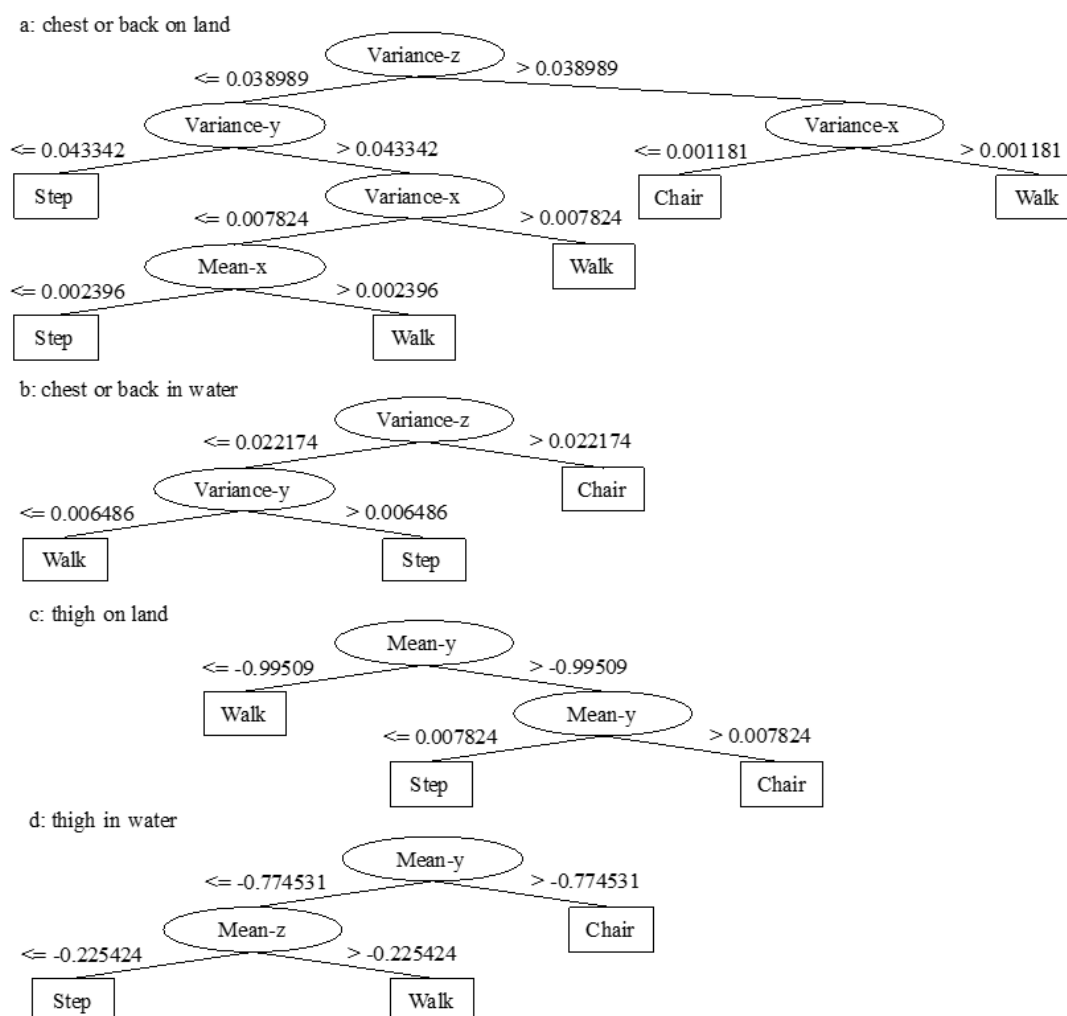 a: chest or back on land
Variance-z
<= 0.038989 > 0.038989
Variance-y Variance-x
<= 0.043342 > 0.043342 <= 0.001181 > 0.001181
Step Variance-x Chair Walk
<= 0.007824 > 0.007824
Mean-x Walk
<= 0.002396 > 0.002396
Step Walk
b: chest or back in water
Variance-z
<= 0.022174 > 0.022174
Variance-y Chair
<= 0.006486 > 0.006486
Walk Step
c: thigh on land
Mean-y
<= -0.99509 > -0.99509
Walk Mean-y
<= 0.007824 > 0.007824
Step Chair
d: thigh in water
Mean-y
<= -0.774531 > -0.774531
Mean-z Chair
<= -0.225424 > -0.225424
Step Walk